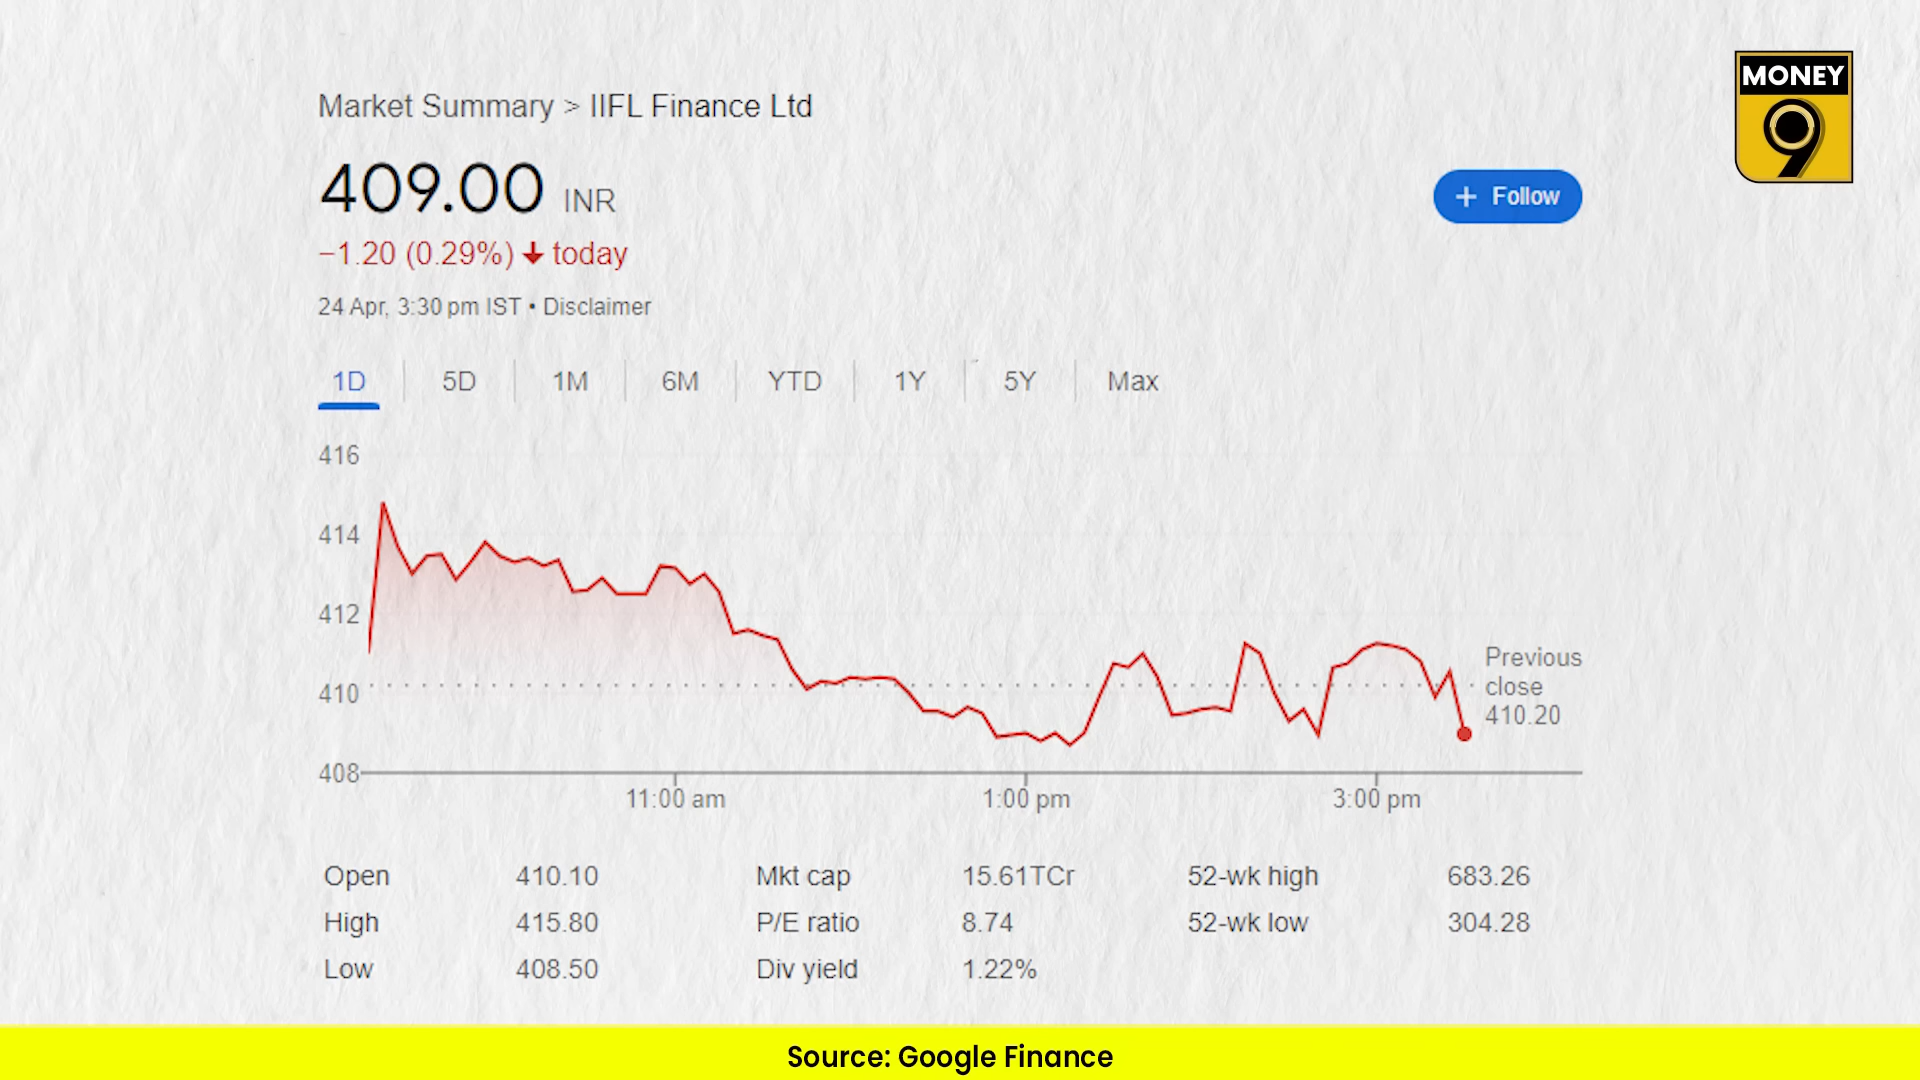 MONEY
9
Market Summary > IIFL Finance Ltd
409.00 INR
+ Follow
−1.20 (0.29%) ↓ today
24 Apr, 3:30 pm IST • Disclaimer
1D 5D 1M 6M YTD 1Y 5Y Max
416
414
412
410
408
Previous
close
410.20
11:00 am 1:00 pm 3:00 pm
Open 410.10 Mkt cap 15.61TCr 52-wk high 683.26
High 415.80 P/E ratio 8.74 52-wk low 304.28
Low 408.50 Div yield 1.22%
Source: Google Finance